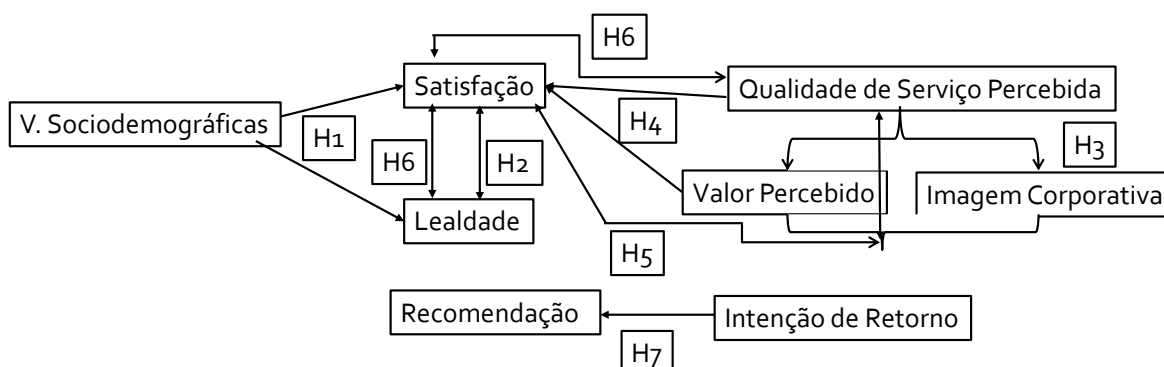 H6
Satisfação
Qualidade de Serviço Percebida
V. Sociodemográficas
H1
H4
H6
H2
H3
Valor Percebido
Imagem Corporativa
Lealdade
H5
Recomendação
Intenção de Retorno
H7